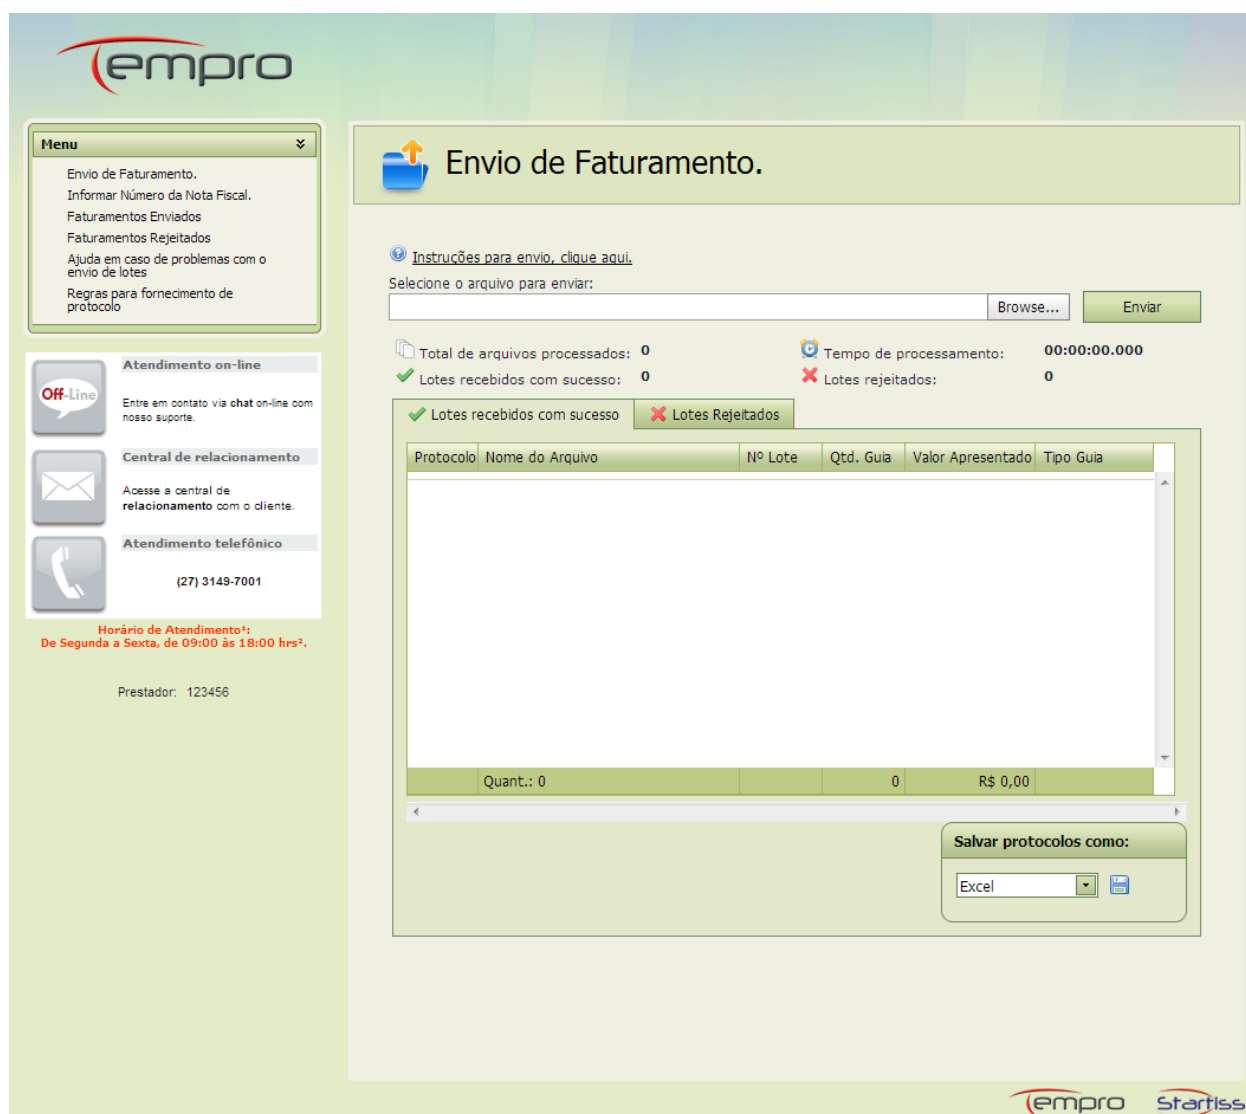 Tempro
Menu
Envio de Faturamento.
Informar Número da Nota Fiscal.
Faturamentos Enviados
Faturamentos Rejeitados
Ajuda em caso de problemas com o
envio de lotes
Regras para fornecimento de
protocolo
Atendimento on-line
Off-Line
Entre em contato via chat on-line com
nosso suporte.
Central de relacionamento
Acesse a central de
relacionamento com o cliente.
Atendimento telefônico
(27) 3149-7001
Horário de Atendimento¹:
De Segunda a Sexta, de 09:00 às 18:00 hrs².
Prestador: 123456
Envio de Faturamento.
Instruções para envio, clique aqui.
Selecione o arquivo para enviar:
Browse... Enviar
Total de arquivos processados: 0 Tempo de processamento: 00:00:00.000
Lotes recebidos com sucesso: 0 Lotes rejeitados: 0
Lotes recebidos com sucesso Lotes Rejeitados
Protocolo Nome do Arquivo Nº Lote Qtd. Guia Valor Apresentado Tipo Guia
Quant.: 0 0 R$ 0,00
Salvar protocolos como:
Excel
Tempro Startiss